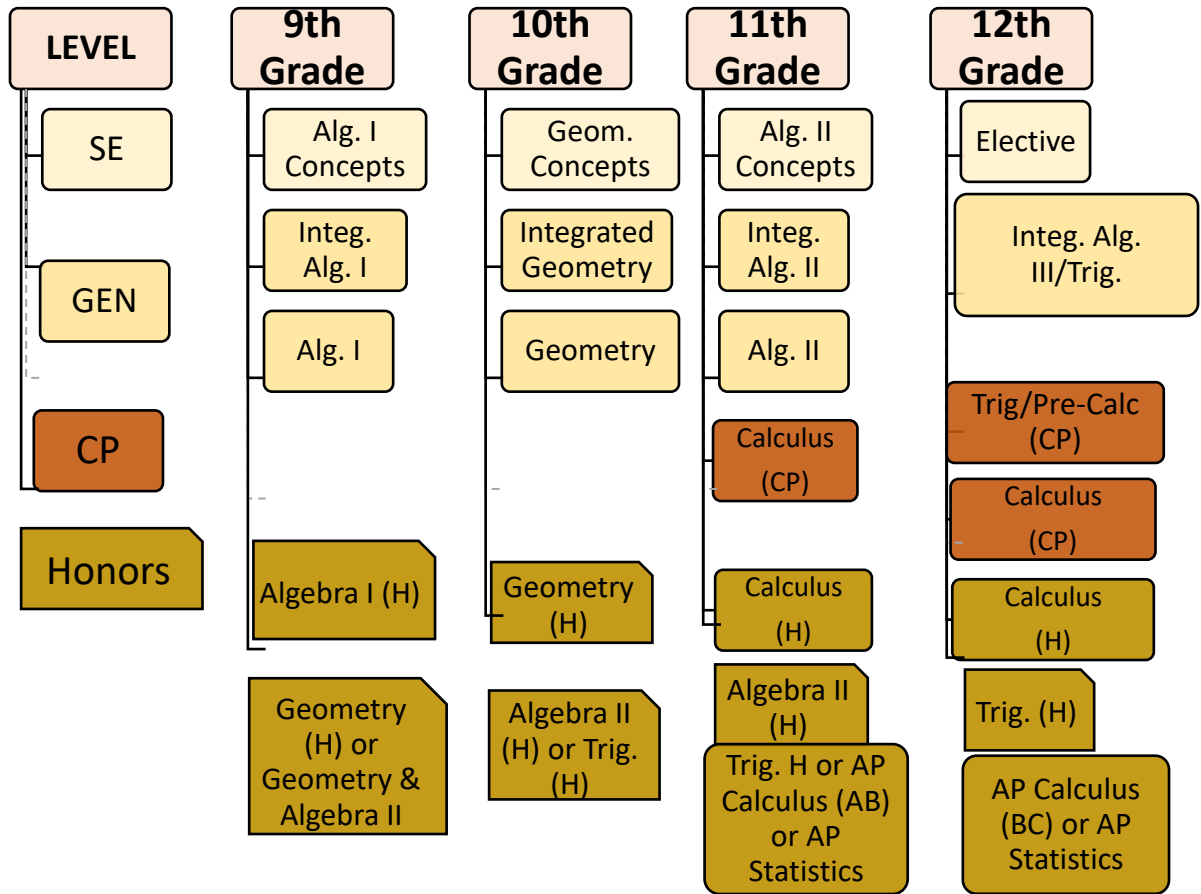 LEVEL
SE
GEN
CP
Honors
9th
Grade
Alg. I
Concepts
Integ.
Alg. I
Alg. I
Algebra I (H)
Geometry
(H) or
Geometry &
Algebra II
10th
Grade
Geom.
Concepts
Integrated
Geometry
Geometry
Geometry
(H)
Algebra II
(H) or Trig.
(H)
11th
Grade
Alg. II
Concepts
Integ.
Alg. II
Alg. II
Calculus
(CP)
Calculus
(H)
Algebra II
(H)
Trig. H or AP
Calculus (AB)
or AP
Statistics
12th
Grade
Elective
Integ. Alg.
III/Trig.
Trig/Pre-Calc
(CP)
Calculus
(CP)
Calculus
(H)
Trig. (H)
AP Calculus
(BC) or AP
Statistics